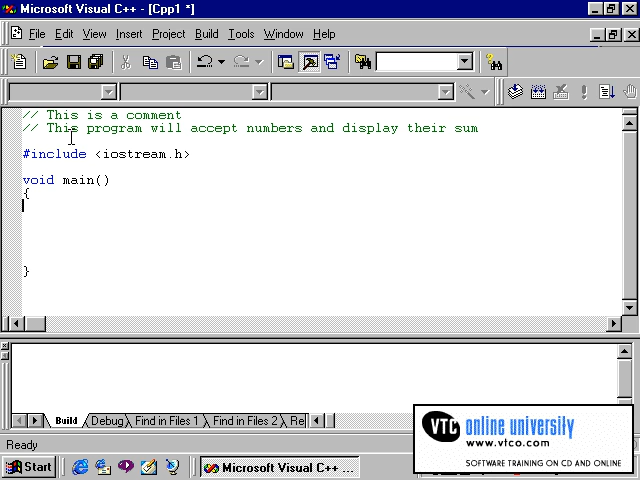 Microsoft Visual C++ - [Cpp1 *]
File Edit View Insert Project Build Tools Window Help
// This is a comment
// This program will accept numbers and display their sum
#include <iostream.h>
void main()
{
}
Build Debug Find in Files 1 Find in Files 2 Re
VTC online university
www.vtco.com
SOFTWARE TRAINING ON CD AND ONLINE
Ready
Start Microsoft Visual C++ ...